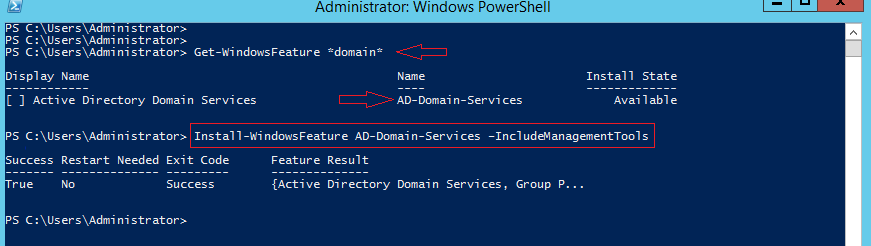 Administrator: Windows PowerShell
PS C:\Users\Administrator>
PS C:\Users\Administrator>
PS C:\Users\Administrator> Get-WindowsFeature *domain*
Display Name                                            Name                       Install State
------------                                            ----                       -------------
[ ] Active Directory Domain Services                    AD-Domain-Services             Available
PS C:\Users\Administrator> Install-WindowsFeature AD-Domain-Services -IncludeManagementTools
Success Restart Needed Exit Code      Feature Result
------- -------------- ---------      --------------
True    No             Success        {Active Directory Domain Services, Group P...
PS C:\Users\Administrator>